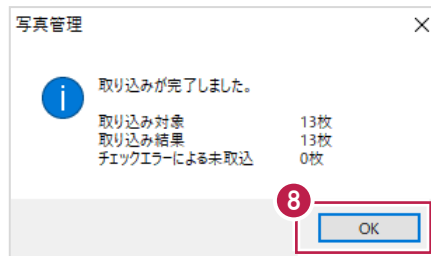 写真管理
取り込みが完了しました。
取り込み対象 13枚
取り込み結果 13枚
チェックエラーによる未取込 0枚
8
OK